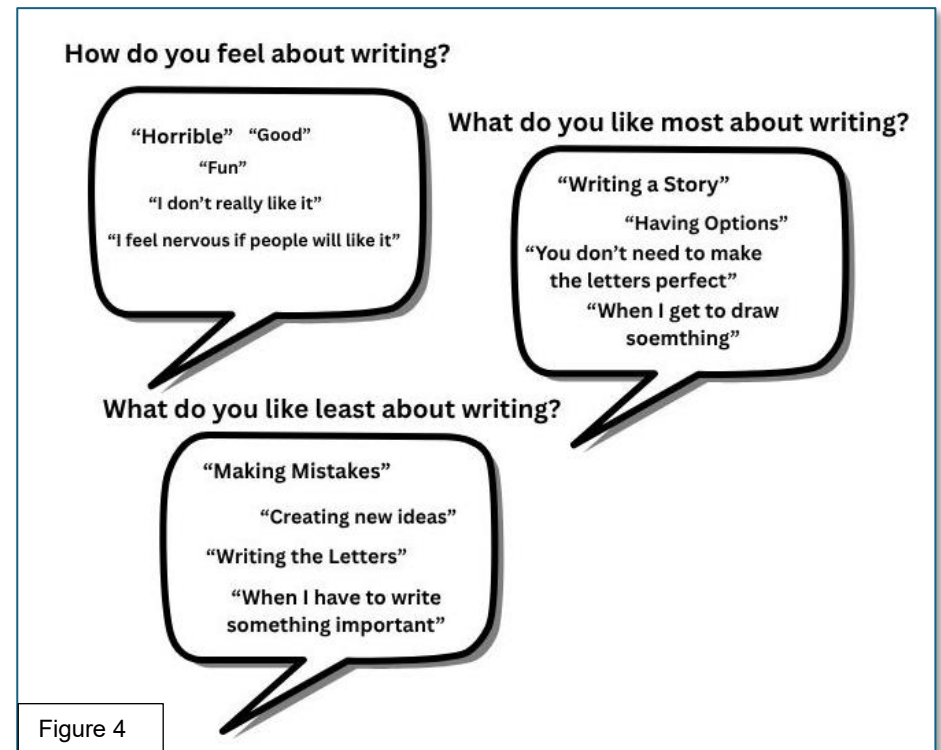 How do you feel about writing?
“Horrible” “Good”
“Fun”
“I don’t really like it”
“I feel nervous if people will like it”
What do you like most about writing?
“Writing a Story”
“Having Options”
“You don’t need to make
the letters perfect”
“When I get to draw
soemthing”
What do you like least about writing?
“Making Mistakes”
“Creating new ideas”
“Writing the Letters”
“When I have to write
something important”
Figure 4